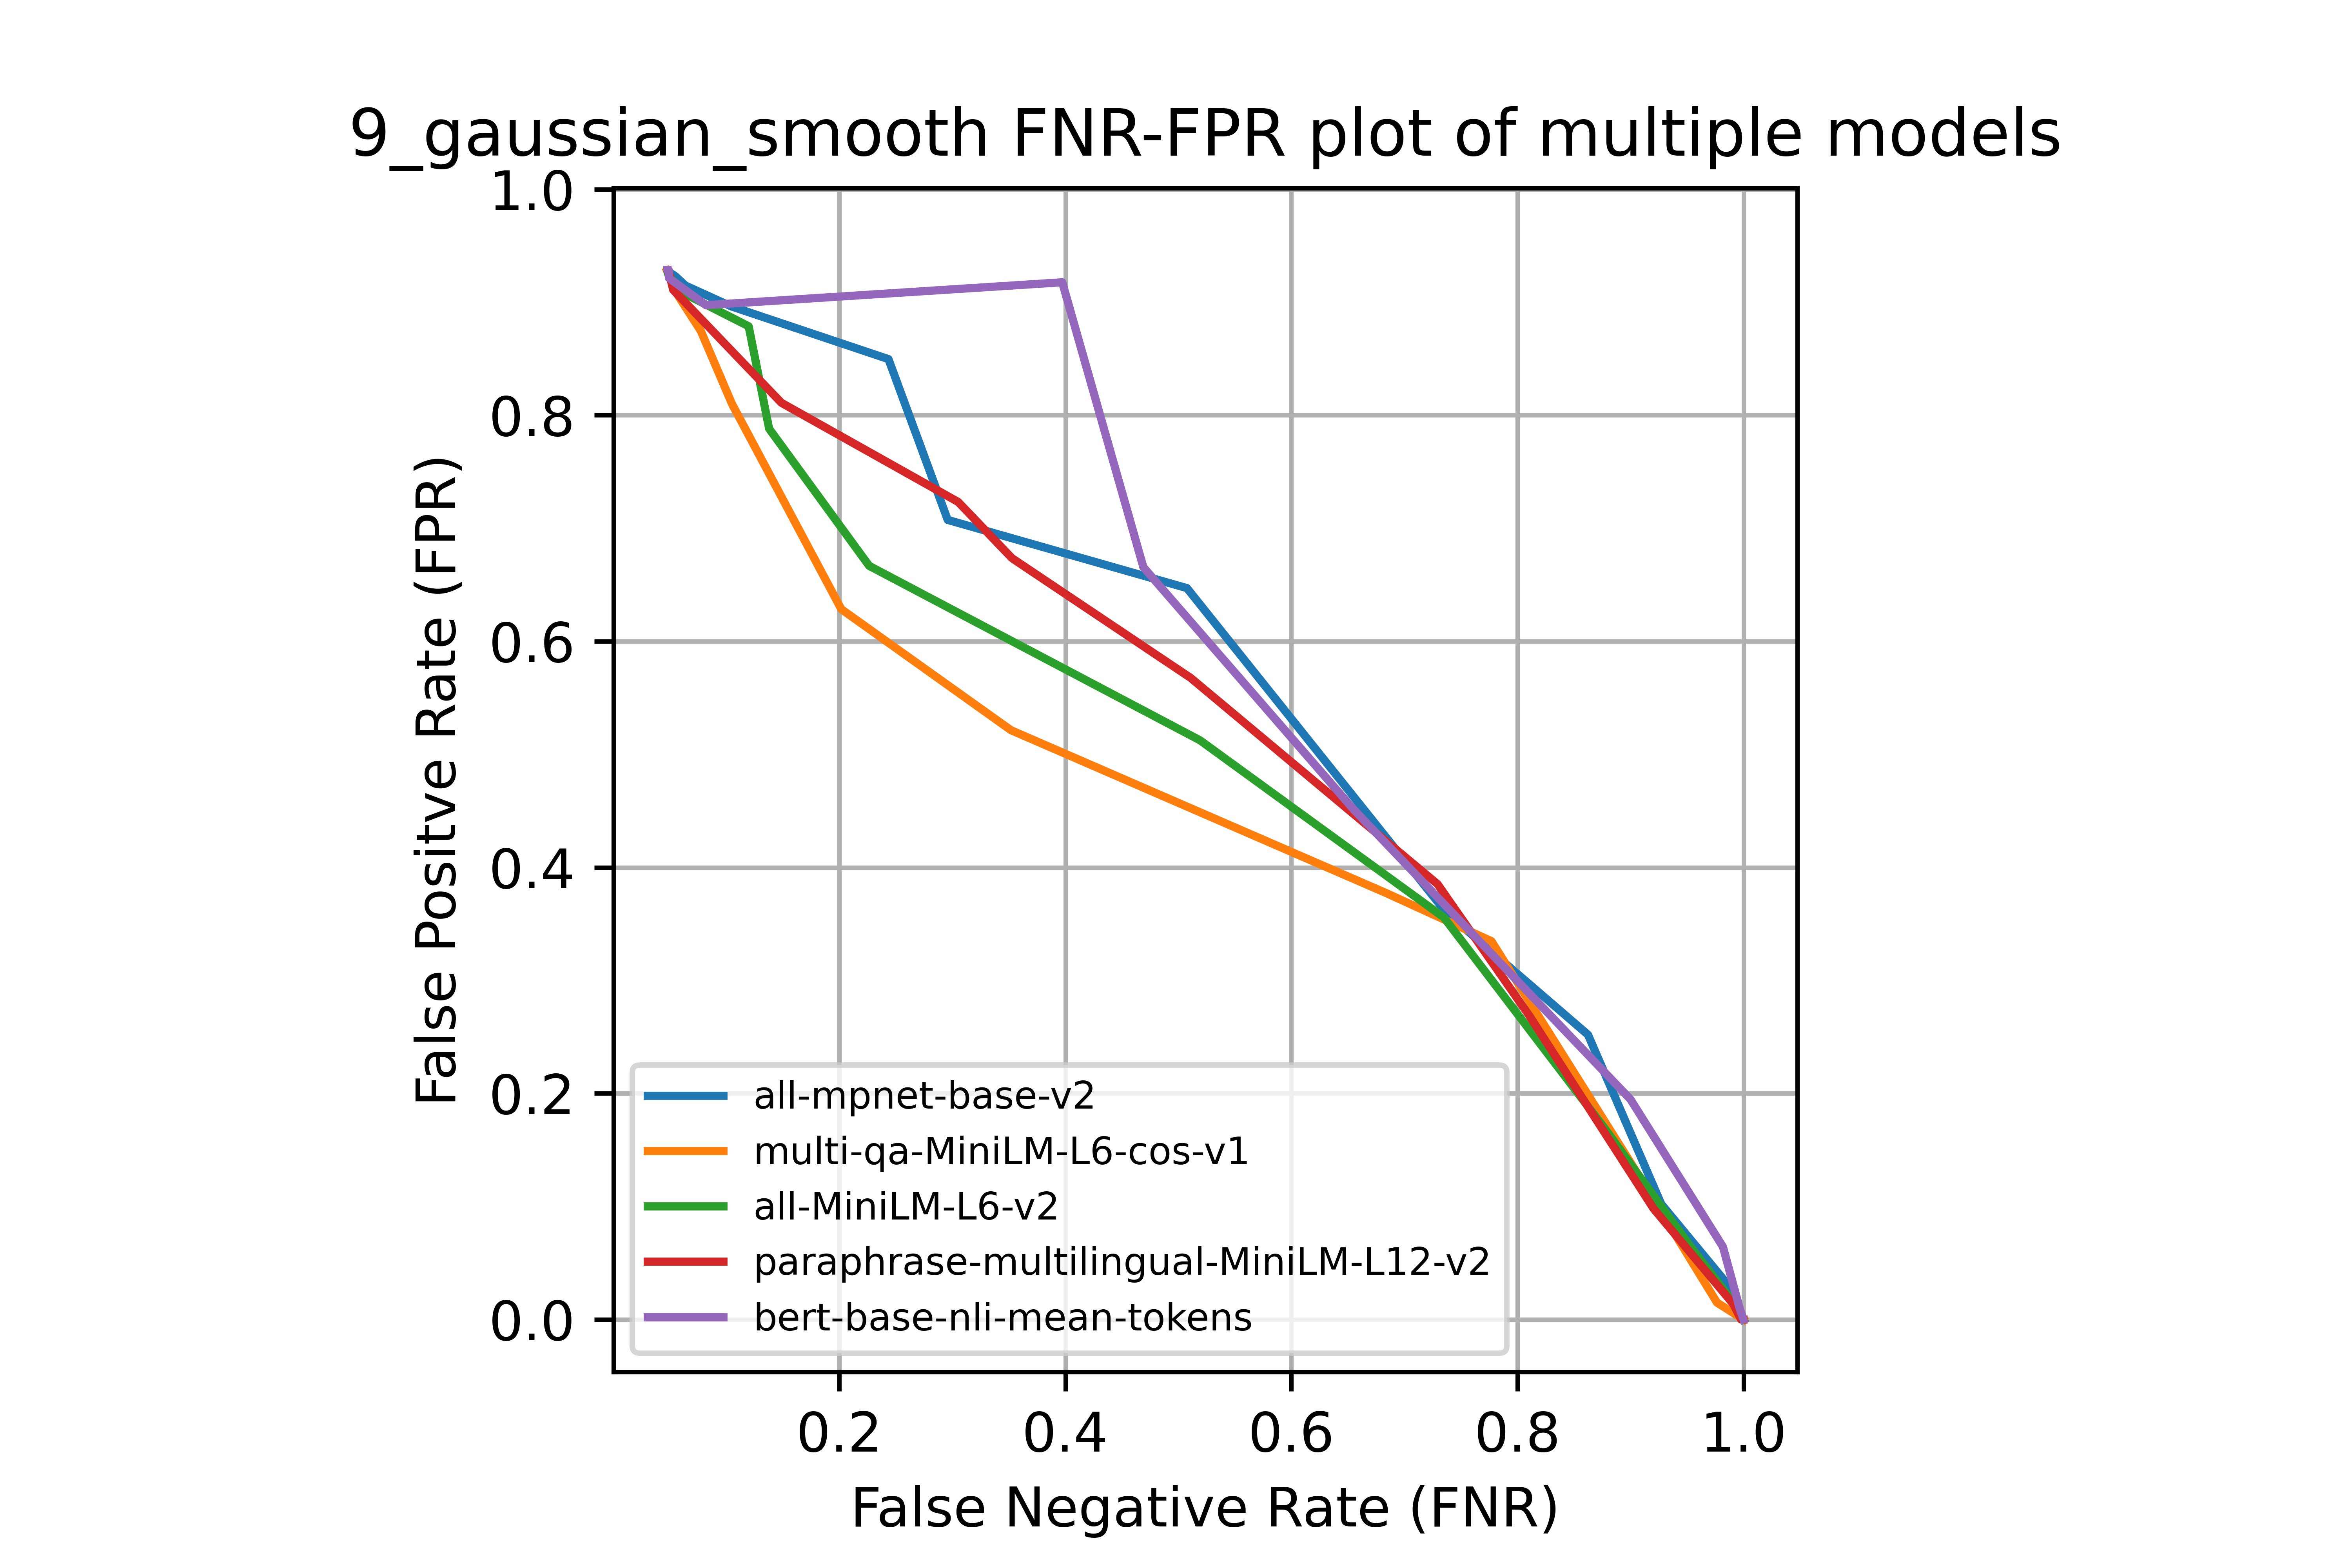 9_gaussian_smooth FNR-FPR plot of multiple models
1.0
0.8
0.6
0.4
0.2
0.0
False Positve Rate (FPR)
all-mpnet-base-v2
multi-qa-MiniLM-L6-cos-v1
all-MiniLM-L6-v2
paraphrase-multilingual-MiniLM-L12-v2
bert-base-nli-mean-tokens
0.2 0.4 0.6 0.8 1.0
False Negative Rate (FNR)